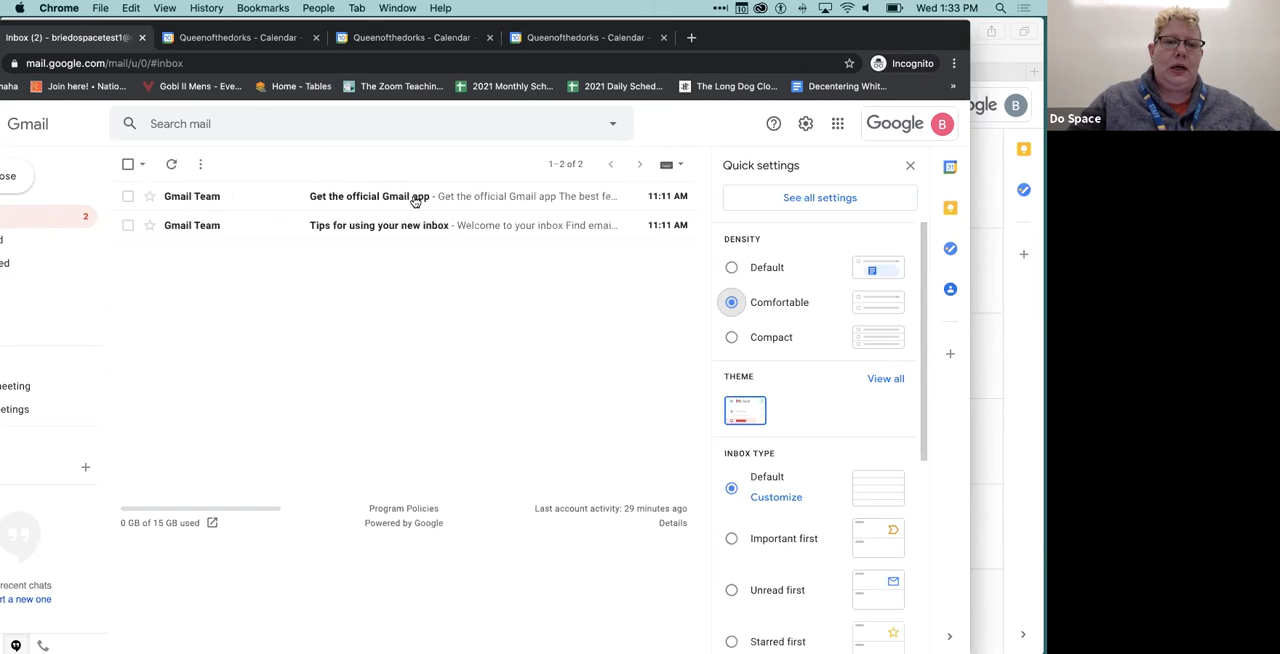 Chrome File Edit View History Bookmarks People Tab Window Help Wed 1:33 PM
Inbox (2) - briedospacetest1@ Queenofthedorks - Calendar Queenofthedorks - Calendar Queenofthedorks - Calendar
mail.google.com/mail/u/0/#inbox Incognito
maha Join here! • Natio... Gobi II Mens - Eve... Home - Tables The Zoom Teachin... 2021 Monthly Sch... 2021 Daily Sched... The Long Dog Clo... Decentering Whit... »
Gmail Search mail Google B
ogle B
Do Space
1–2 of 2 Quick settings
ose
See all settings
Gmail Team Get the official Gmail app - Get the official Gmail app The best fe... 11:11 AM
2
Gmail Team Tips for using your new inbox - Welcome to your inbox Find emai... 11:11 AM
d
ed
DENSITY
Default
Comfortable
Compact
THEME View all
neeting
etings
INBOX TYPE
Default
Customize
Important first
Unread first
Starred first
0 GB of 15 GB used
Program Policies
Powered by Google
Last account activity: 29 minutes ago
Details
recent chats
rt a new one